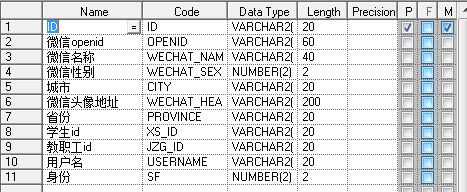 Name Code Data Type Length Precision P F M
1 ID = ID VARCHAR2( 20
2 微信openid OPENID VARCHAR2( 60
3 微信名称 WECHAT_NAM VARCHAR2( 40
4 微信性别 WECHAT_SEX NUMBER(2) 2
5 城市 CITY VARCHAR2( 20
6 微信头像地址 WECHAT_HEA VARCHAR2( 200
7 省份 PROVINCE VARCHAR2( 20
8 学生id XS_ID VARCHAR2( 20
9 教职工id JZG_ID VARCHAR2( 20
10 用户名 USERNAME VARCHAR2( 20
11 身份 SF NUMBER(2) 2